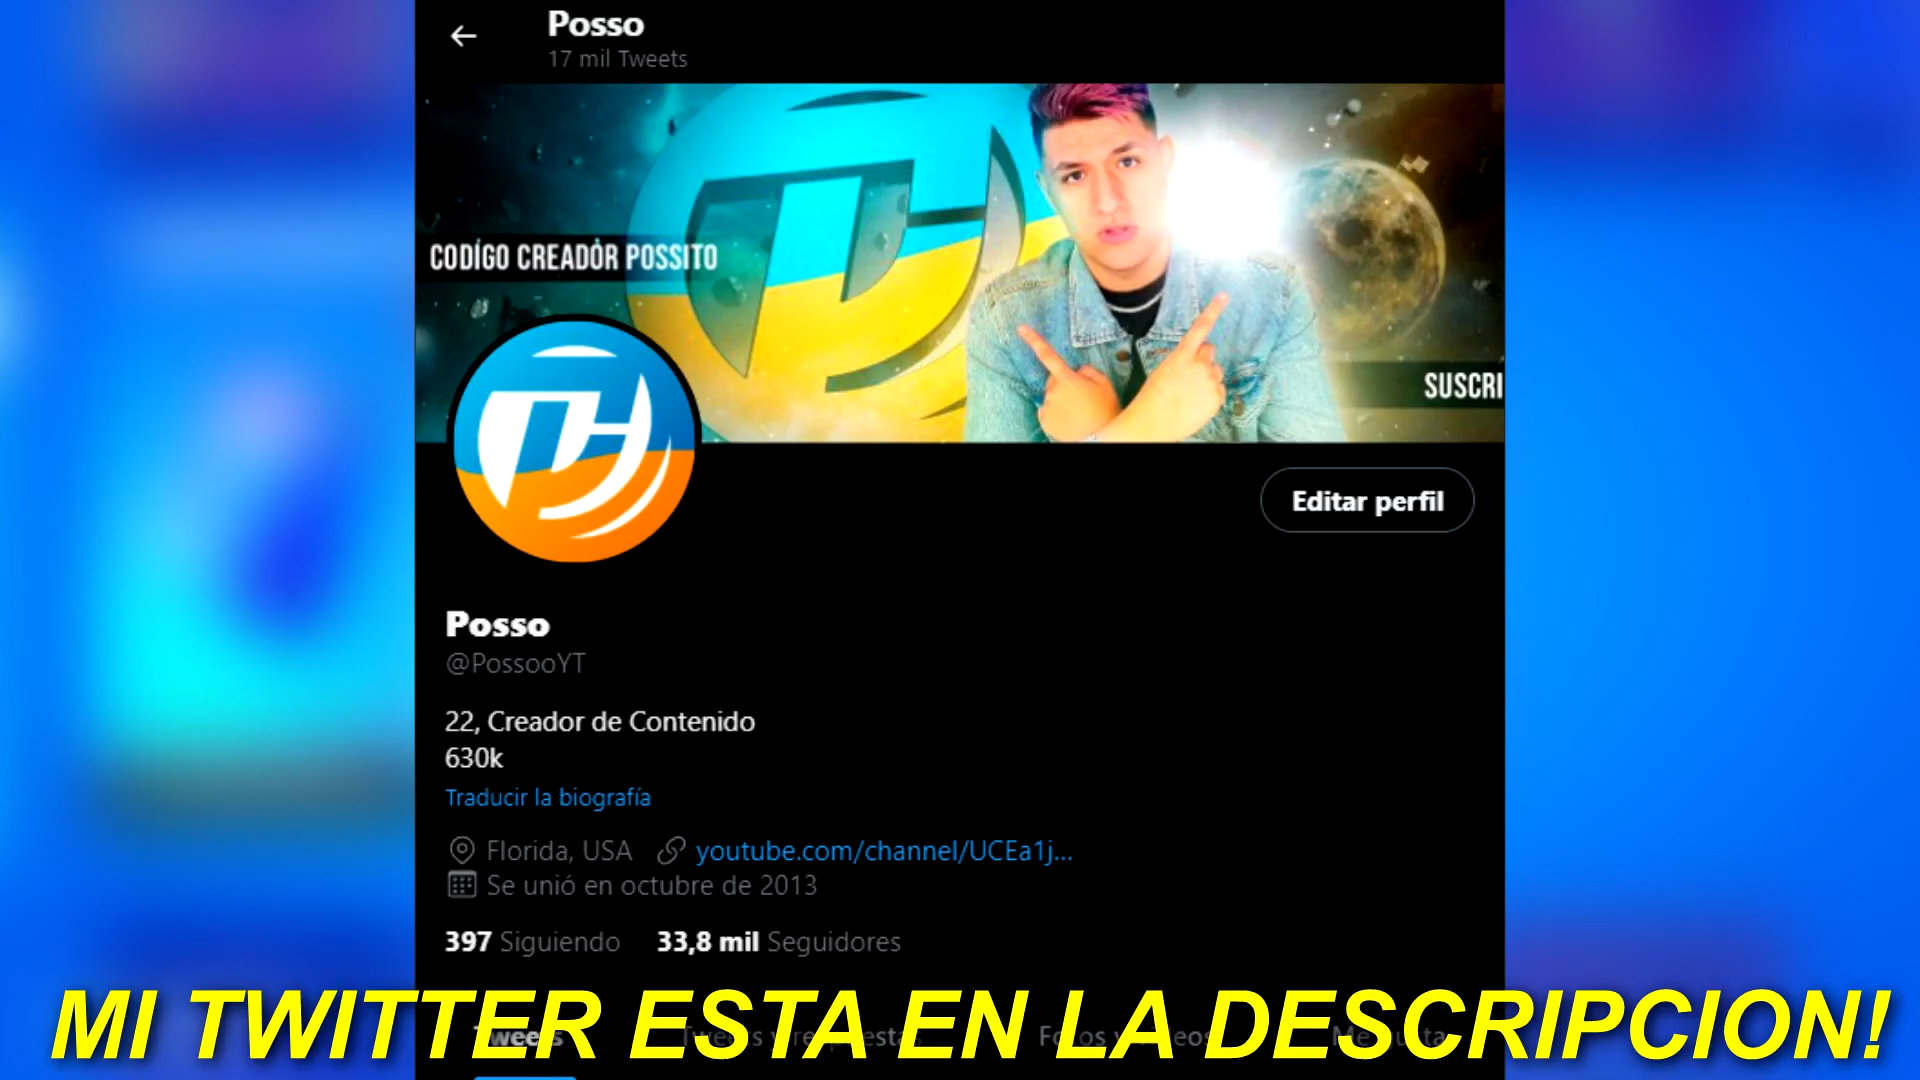 Posso
17 mil Tweets
CODÍGO CREADÓR POSSITO
SUSCRI
Editar perfil
Posso
@PossooYT
22, Creador de Contenido
630k
Traducir la biografía
Florida, USA youtube.com/channel/UCEa1j...
Se unió en octubre de 2013
397 Siguiendo 33,8 mil Seguidores
MI TWITTER ESTA EN LA DESCRIPCION!
Tweets